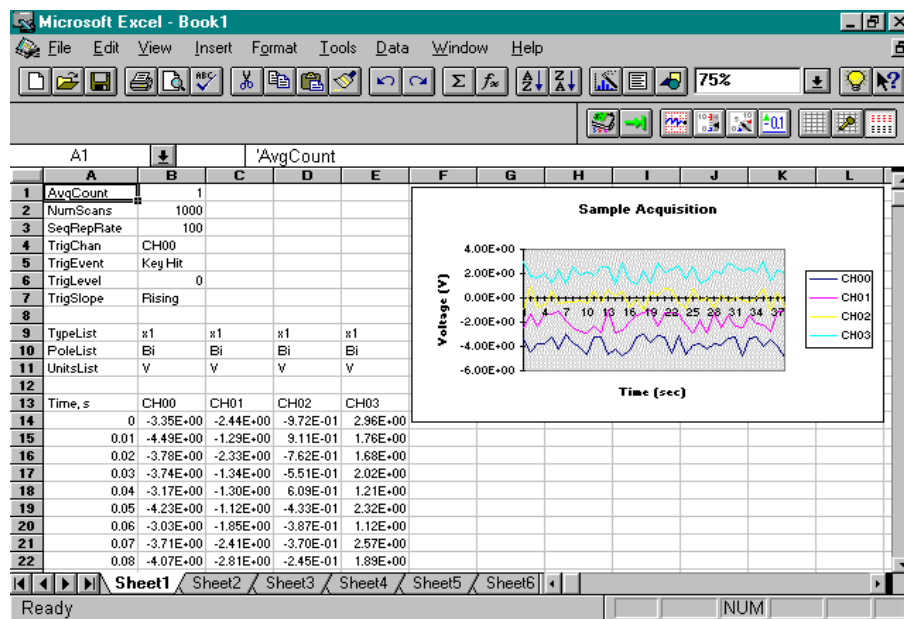 Microsoft Excel - Book1
File Edit View Insert Format Tools Data Window Help
ABC A Z Z A 75% ?
Σ
A1 'AvgCount
A B C D E F G H I J K L
1 AvgCount 1
2 NumScans 1000
3 SeqRepRate 100
4 TrigChan CH00
5 TrigEvent Key Hit
6 TrigLevel 0
7 TrigSlope Rising
8
9 TypeList x1 x1 x1 x1
10 PoleList Bi Bi Bi Bi
11 UnitsList V V V V
12
13 Time, s CH00 CH01 CH02 CH03
14 0 -3.35E+00 -2.44E+00 -9.72E-01 2.96E+00
15 0.01 -4.49E+00 -1.29E+00 9.11E-01 1.76E+00
16 0.02 -3.78E+00 -2.33E+00 -7.62E-01 1.68E+00
17 0.03 -3.74E+00 -1.34E+00 -5.51E-01 2.02E+00
18 0.04 -3.17E+00 -1.30E+00 6.09E-01 1.21E+00
19 0.05 -4.23E+00 -1.12E+00 -4.33E-01 2.32E+00
20 0.06 -3.03E+00 -1.85E+00 -3.87E-01 1.12E+00
21 0.07 -3.71E+00 -2.41E+00 -3.70E-01 2.57E+00
22 0.08 -4.07E+00 -2.81E+00 -2.45E-01 1.89E+00
Sample Acquisition
Voltage (V)
4.00E+00
2.00E+00
0.00E+00
-2.00E+00
-4.00E+00
-6.00E+00
4 7 10 13 16 19 22 25 28 31 34 37
Time (sec)
CH00
CH01
CH02
CH03
Sheet1 Sheet2 Sheet3 Sheet4 Sheet5 Sheet6
Ready NUM